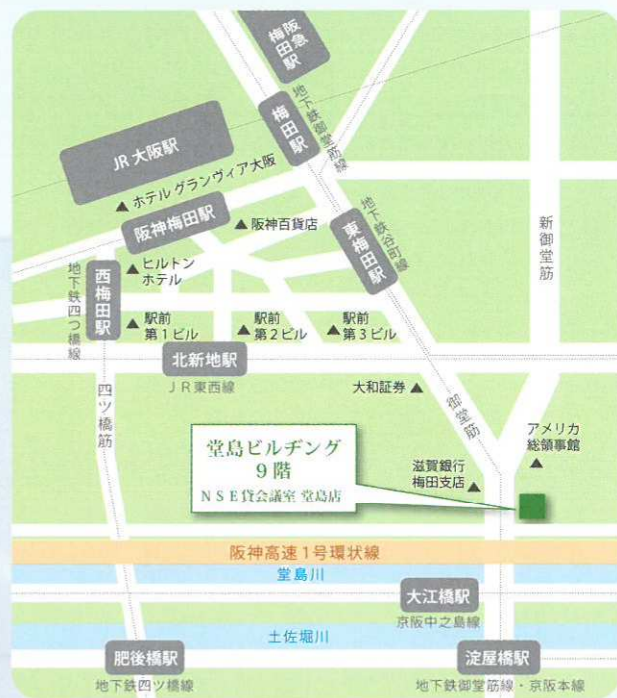 阪急
梅田駅
梅田駅
地下鉄御堂筋線
JR 大阪駅
▲ ホテル グランヴィア大阪
阪神梅田駅
▲ 阪神百貨店
東梅田駅
地下鉄谷町線
新御堂筋
西梅田駅
地下鉄四つ橋線
▲ ヒルトン
ホテル
▲ 駅前
第1ビル
駅前
▲ 第2ビル
駅前
▲ 第3ビル
北新地駅
JR東西線
四ツ橋筋
大和証券 ▲
御堂筋
アメリカ
総領事館
▲
堂島ビルヂング
9階
NSE貸会議室 堂島店
滋賀銀行
梅田支店 ▲
阪神高速1号環状線
堂島川
大江橋駅
京阪中之島線
土佐堀川
肥後橋駅
地下鉄四ツ橋線
淀屋橋駅
地下鉄御堂筋線・京阪本線